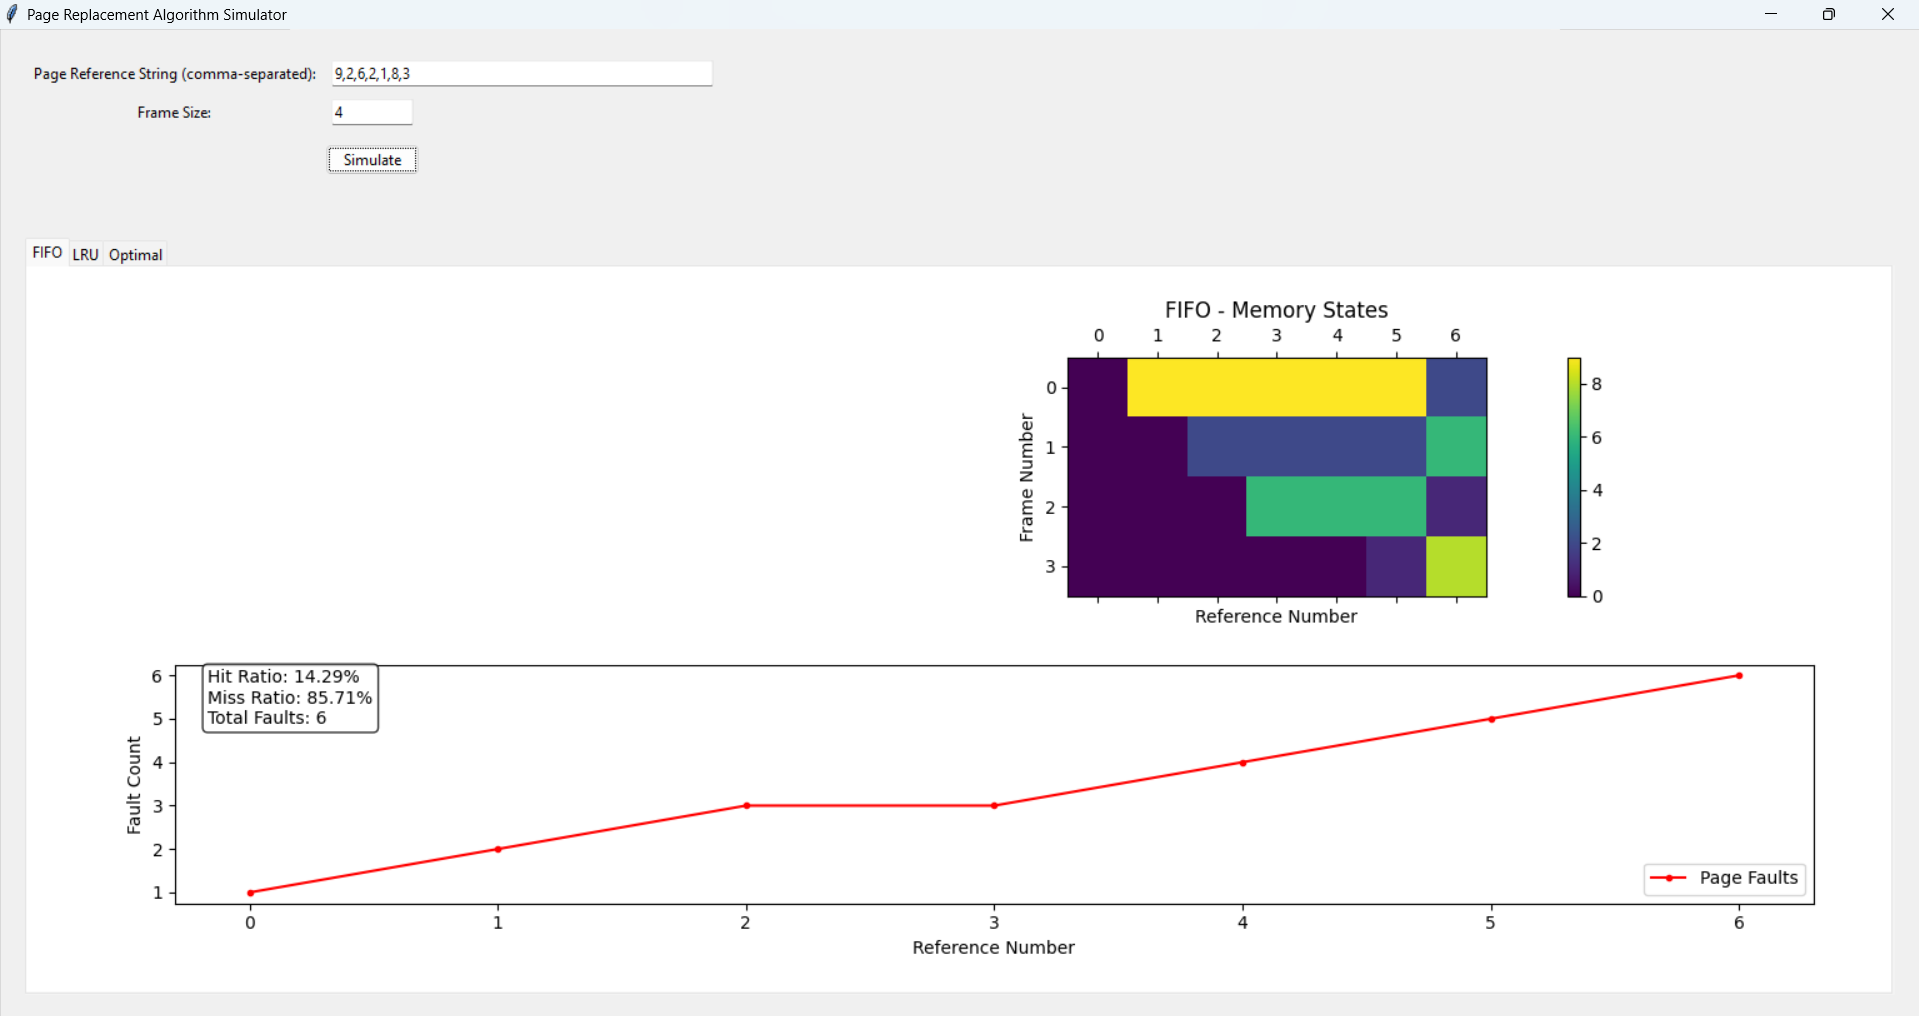 Page Replacement Algorithm Simulator
Page Reference String (comma-separated): 9,2,6,2,1,8,3
Frame Size: 4
Simulate
FIFO LRU Optimal
FIFO - Memory States
0 1 2 3 4 5 6
0
1
2
3
Frame Number
Reference Number
8
6
4
2
0
Hit Ratio: 14.29%
Miss Ratio: 85.71%
Total Faults: 6
6
5
4
3
2
1
Fault Count
Page Faults
0 1 2 3 4 5 6
Reference Number